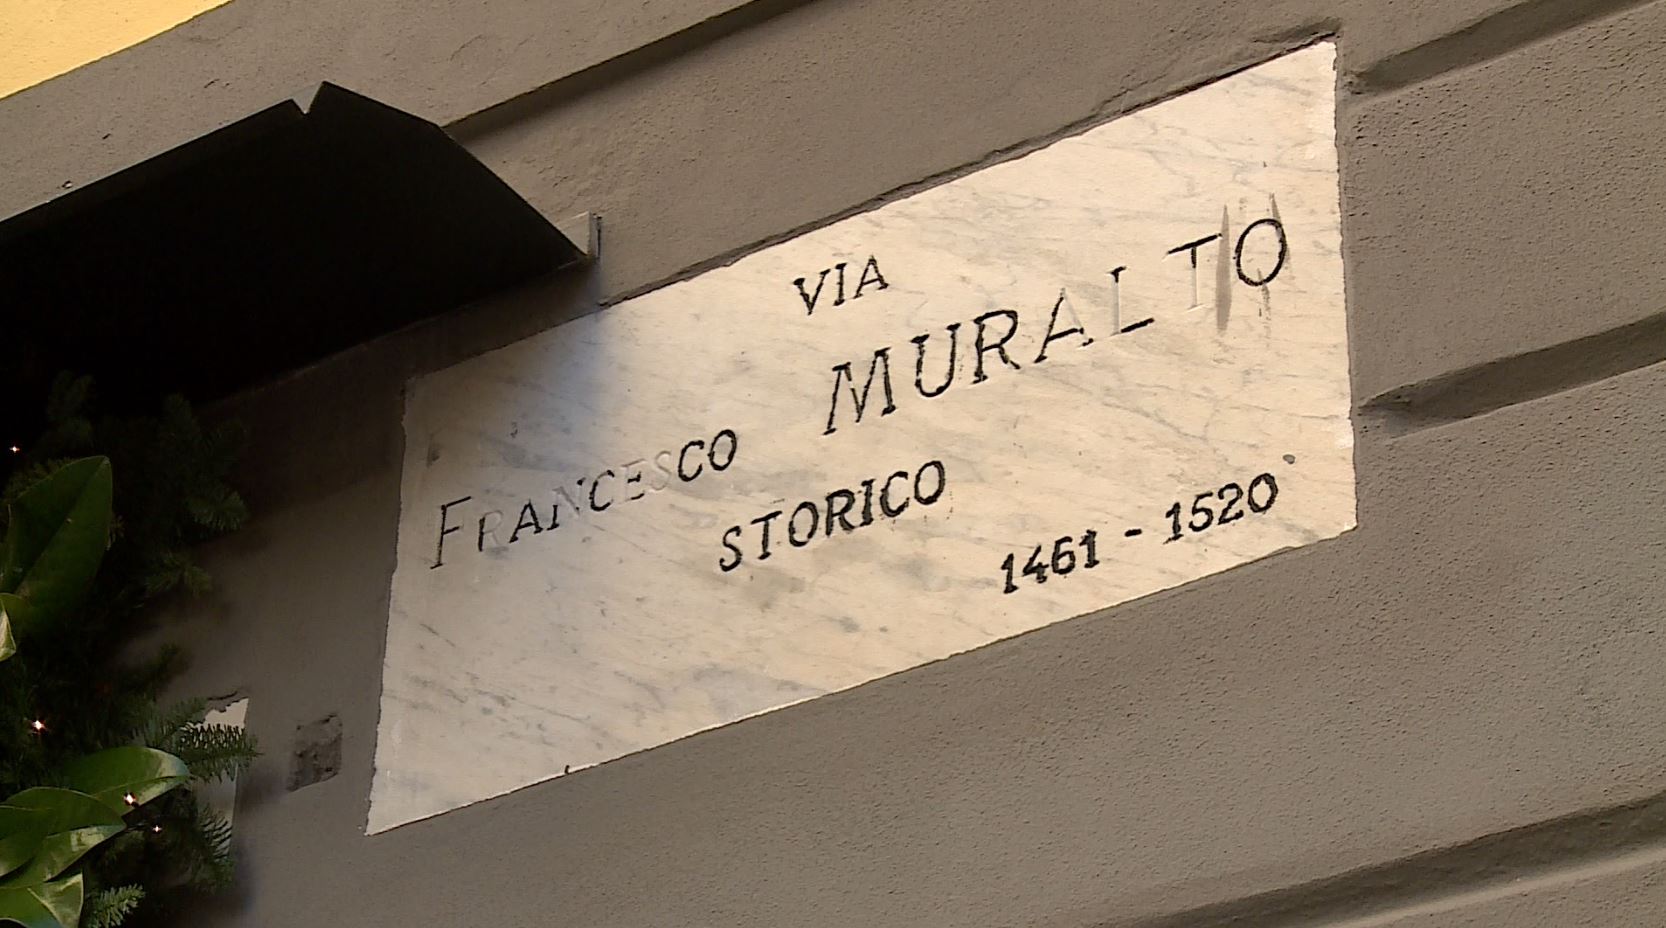 VIA
FRANCESCO MURALTO
STORICO
1461 - 1520